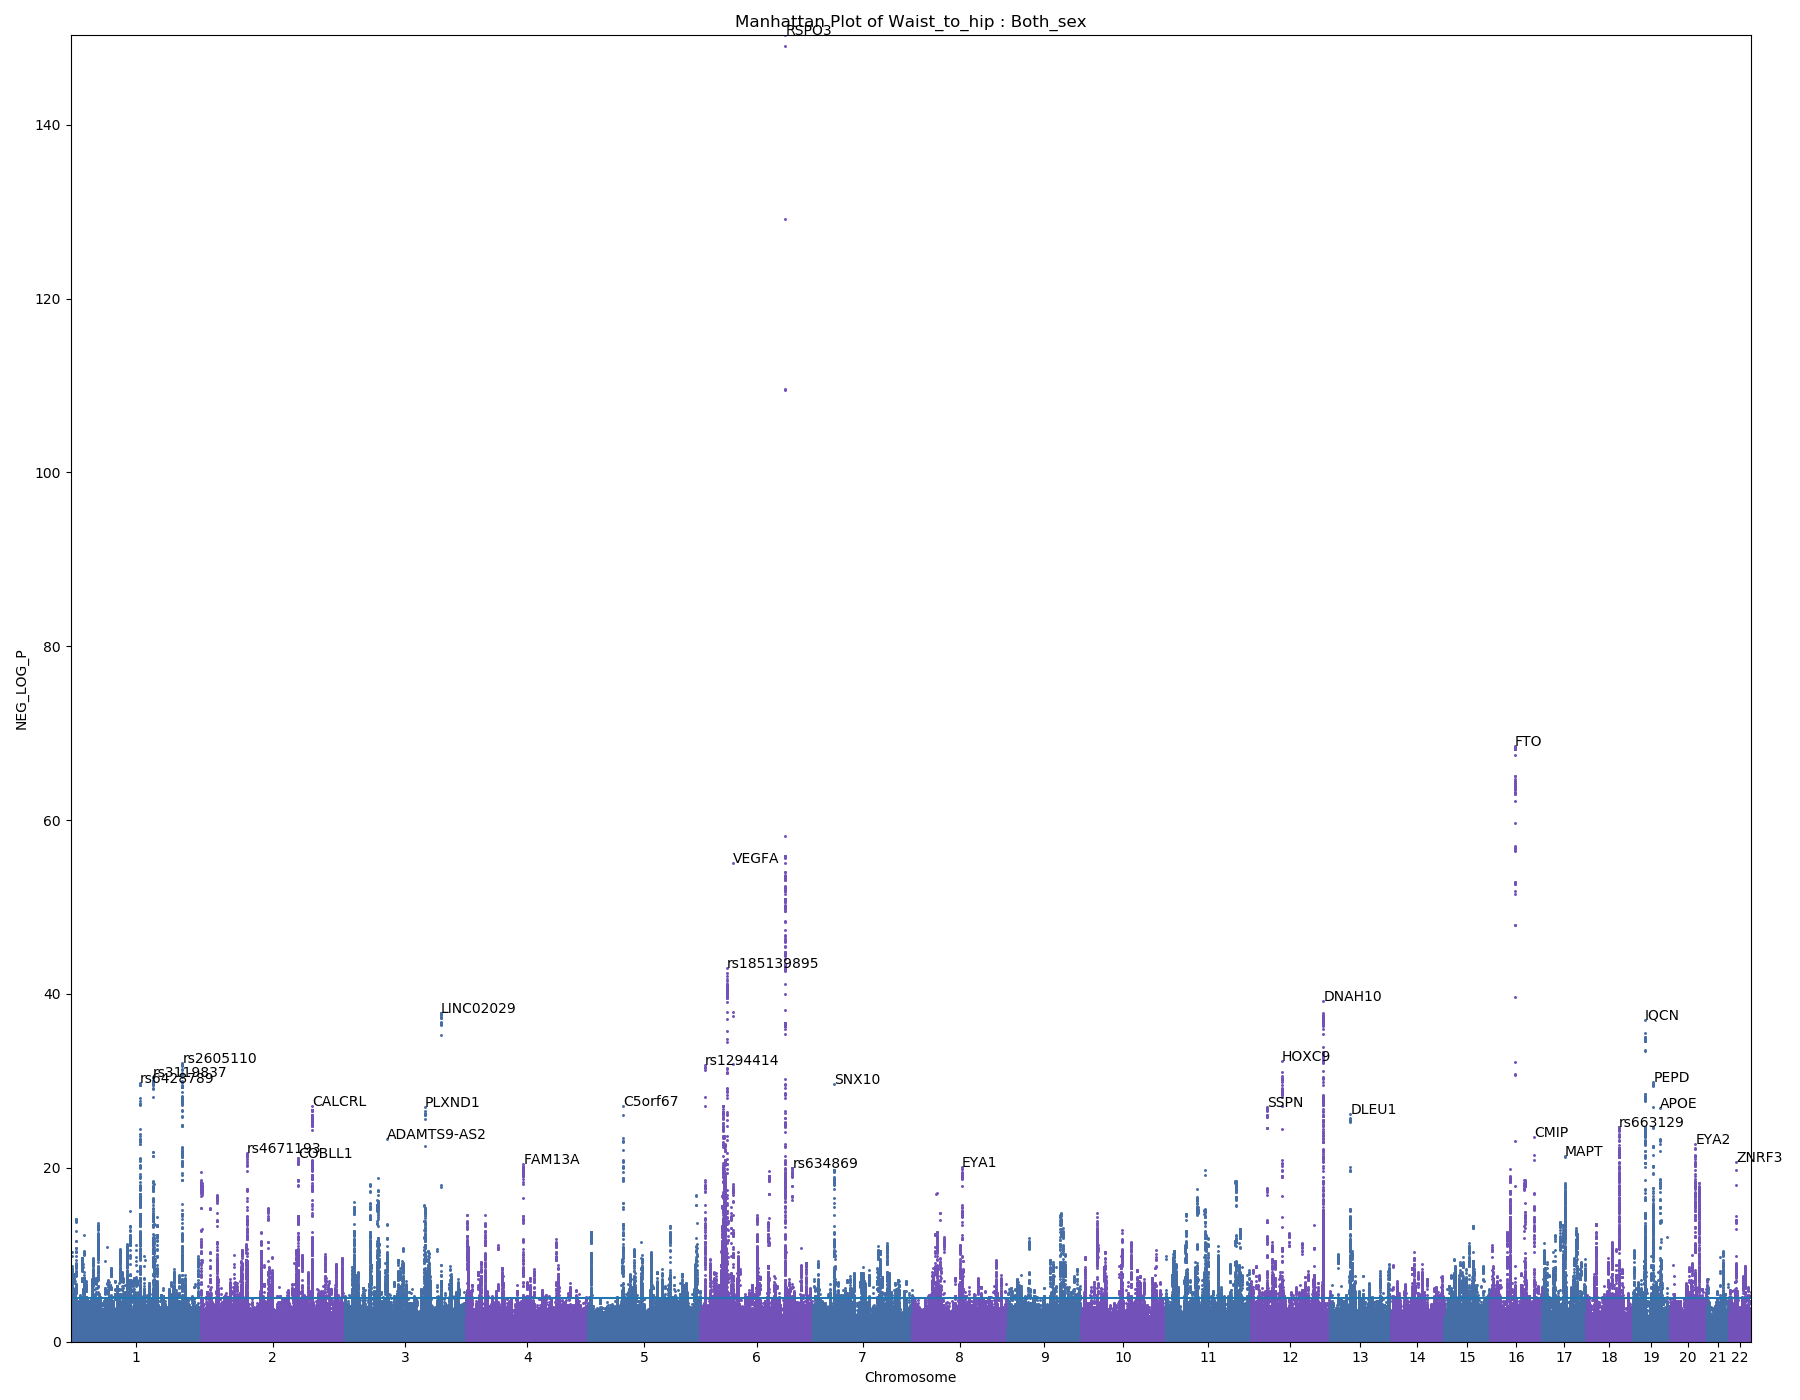 Manhattan Plot of Waist_to_hip : Both_sex
RSPO3
140
120
100
80
NEG_LOG_P
FTO
60
VEGFA
rs185139895
40
DNAH10
LINC02029
JQCN
rs2605110
HOXC9
rs1294414
rs3119837
rs6428789
SNX10
PEPD
CALCRL
PLXND1
C5orf67
SSPN
APOE
DLEU1
rs663129
ADAMTS9-AS2
CMIP
EYA2
rs4671193
COBLL1
MAPT
FAM13A
rs634869
EYA1
ZNRF3
20
0
1 2 3 4 5 6 7 8 9 10 11 12 13 14 15 16 17 18 19 20 21 22
Chromosome